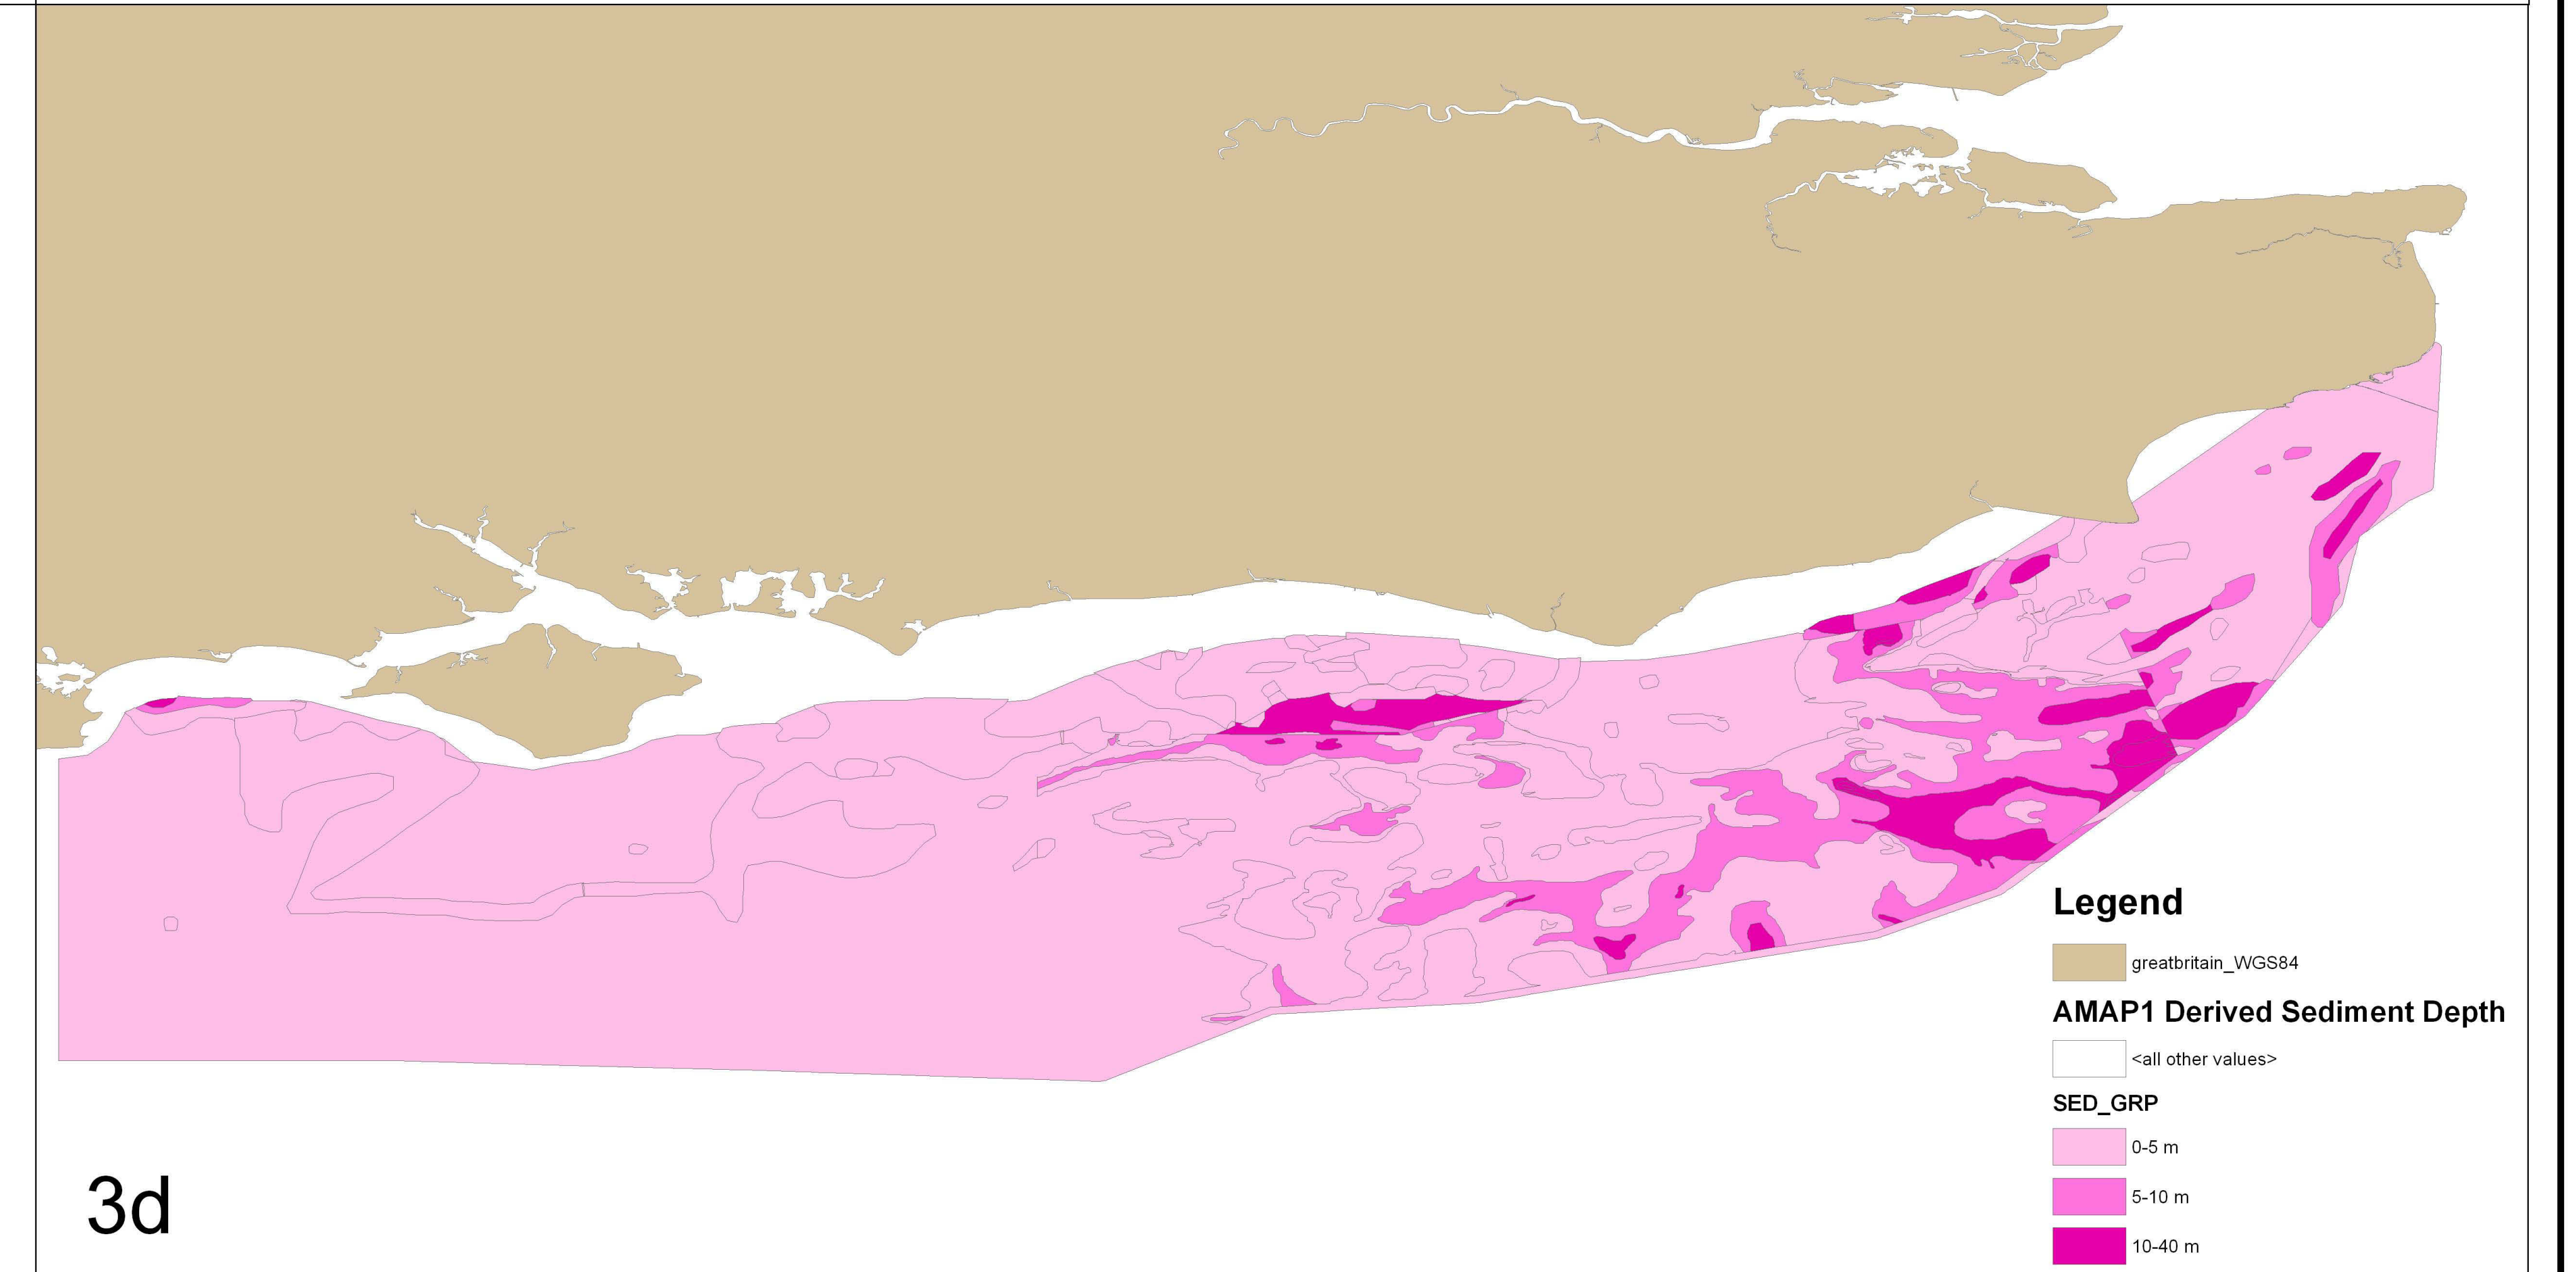 Legend
greatbritain_WGS84
AMAP1 Derived Sediment Depth
<all other values>
SED_GRP
0-5 m
5-10 m
10-40 m
3d